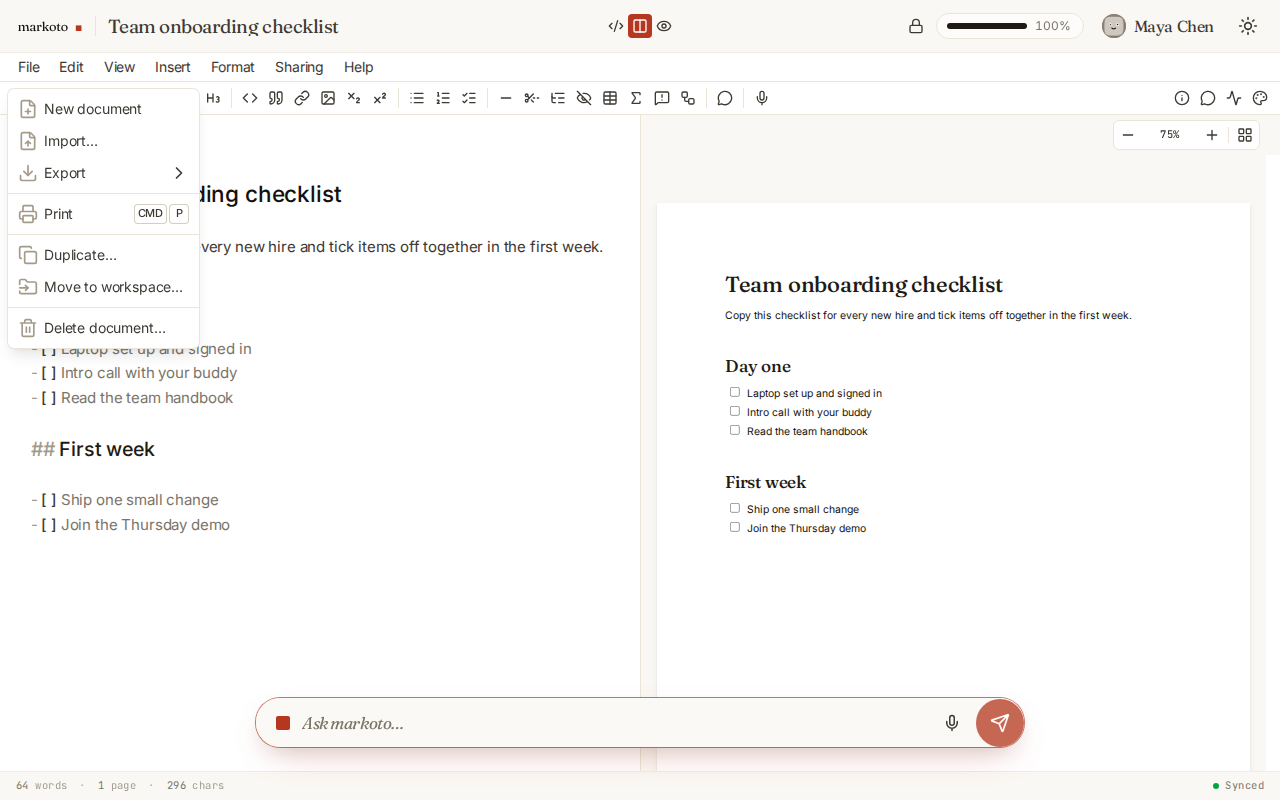 markoto
Team onboarding checklist
100%
Maya Chen
File Edit View Insert Format Sharing Help
H3
New document
Import...
Export
Print CMD P
Duplicate...
Move to workspace...
Delete document...
75%
ding checklist
very new hire and tick items off together in the first week.
- [ ] Laptop set up and signed in
- [ ] Intro call with your buddy
- [ ] Read the team handbook
## First week
- [ ] Ship one small change
- [ ] Join the Thursday demo
Team onboarding checklist
Copy this checklist for every new hire and tick items off together in the first week.
Day one
Laptop set up and signed in
Intro call with your buddy
Read the team handbook
First week
Ship one small change
Join the Thursday demo
Ask markoto...
64 words · 1 page · 296 chars
Synced